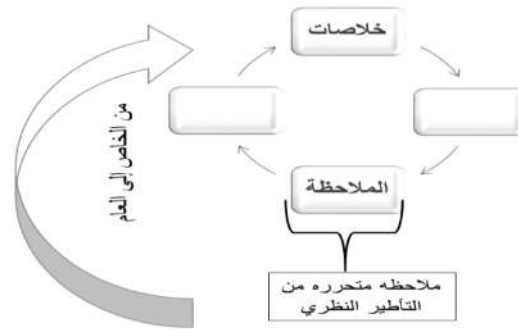 خلاصات
من الخاص إلى العام
الملاحظة
ملاحظه متحرره من
التأطير النظري